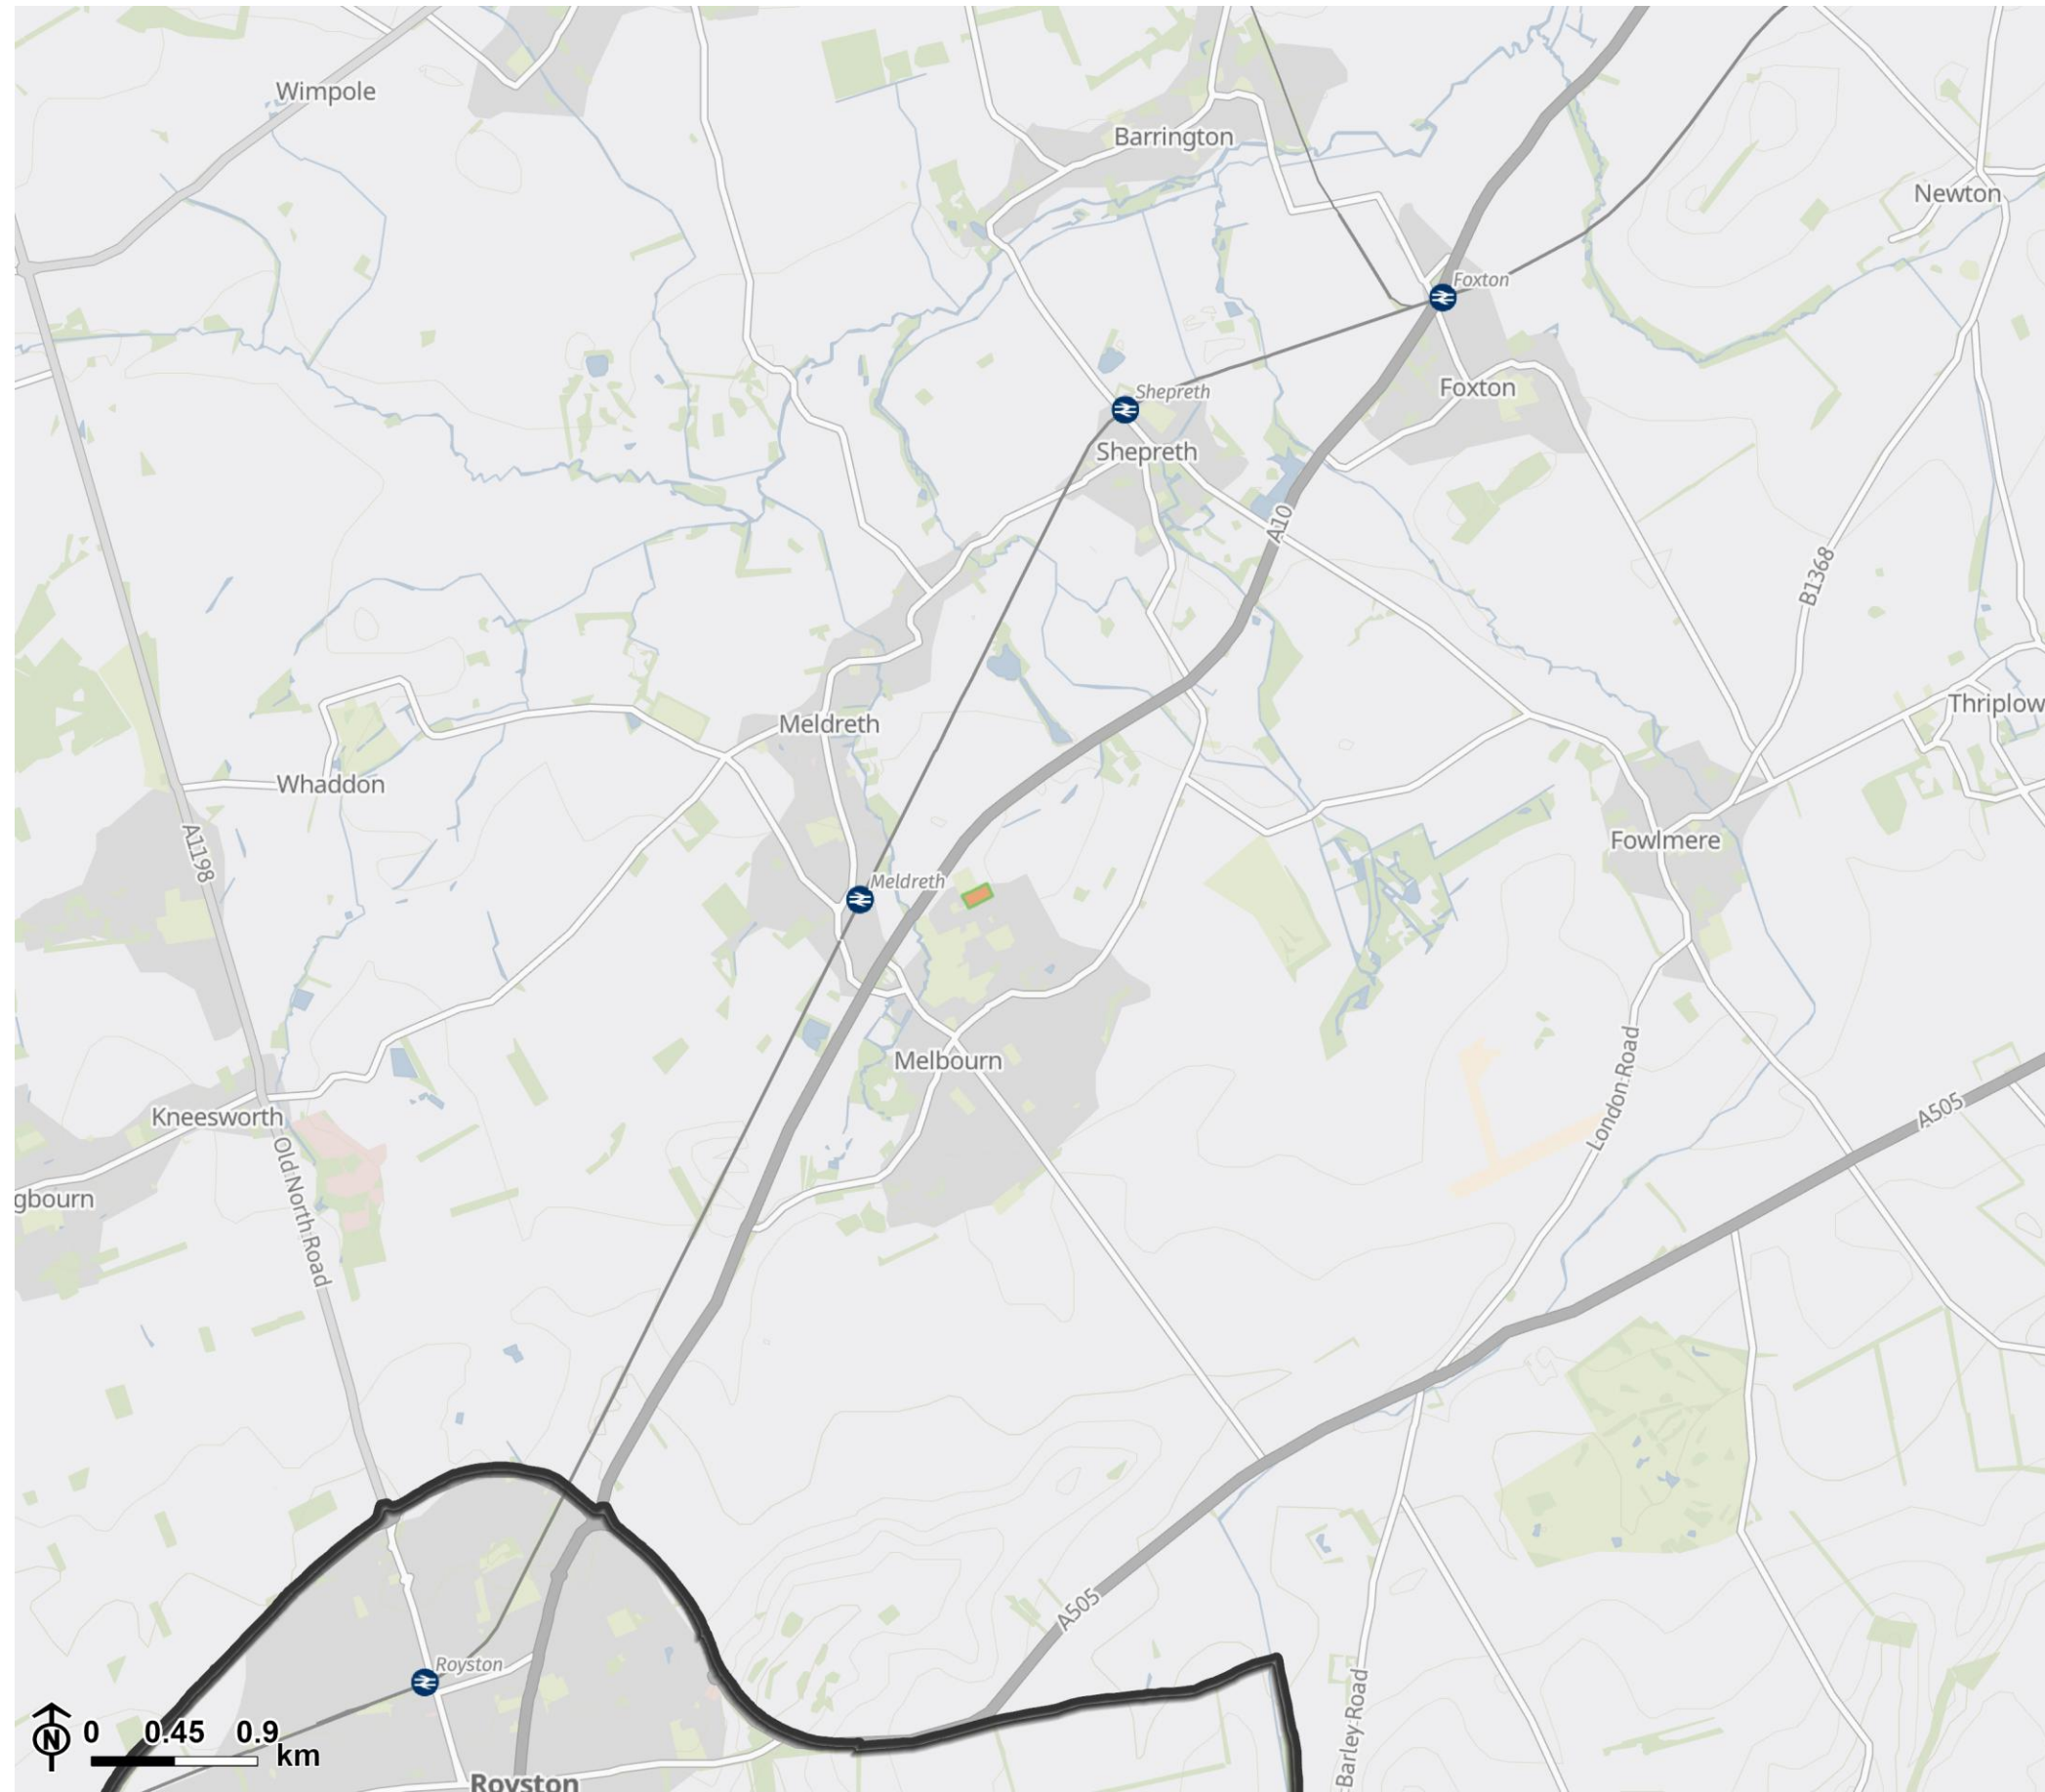 Wimpole
Barrington
Newton
Foxton
Foxton
Shepreth
Shepreth
A10
B1368
Thriplow
Meldreth
Whaddon
A1198
Fowlmere
Meldreth
Melbourn
London Road
A505
Kneesworth
Old North Road
gbourn
A505
Royston
Barley Road
N
0 0.45 0.9
km
Royston